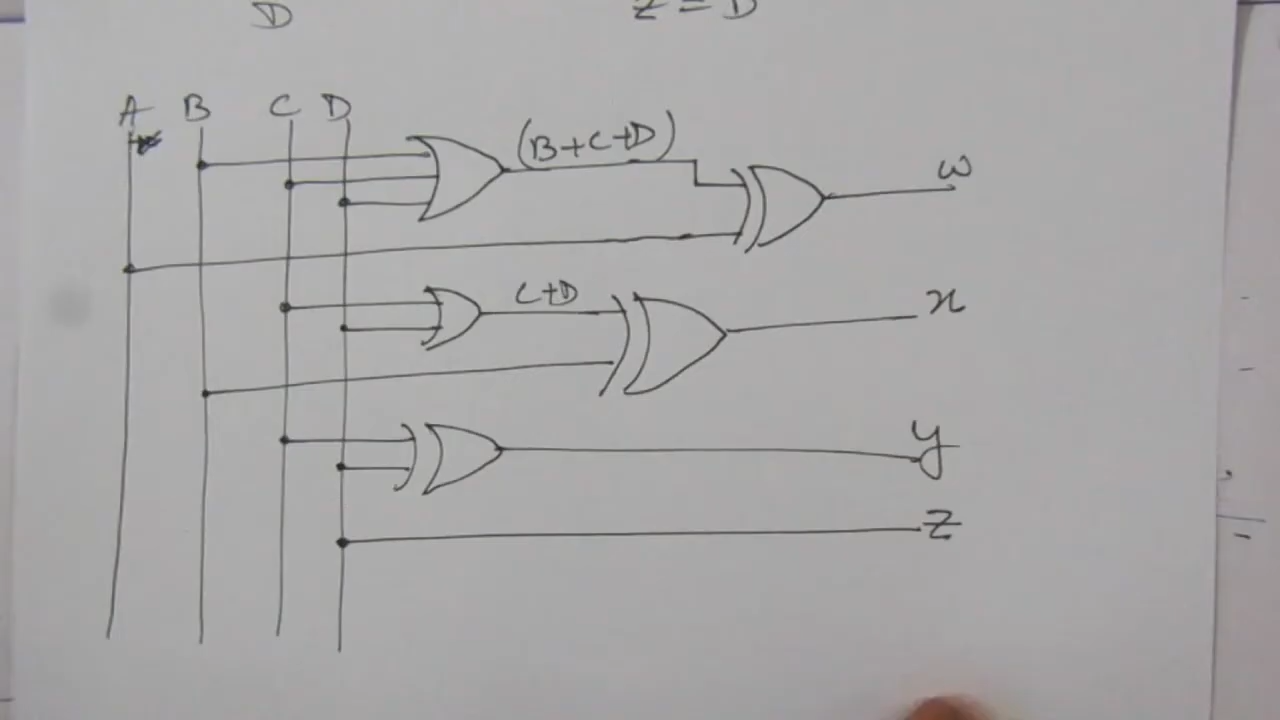 D z = D
A B C D
(B+C+D)
w
C+D
x
y
z